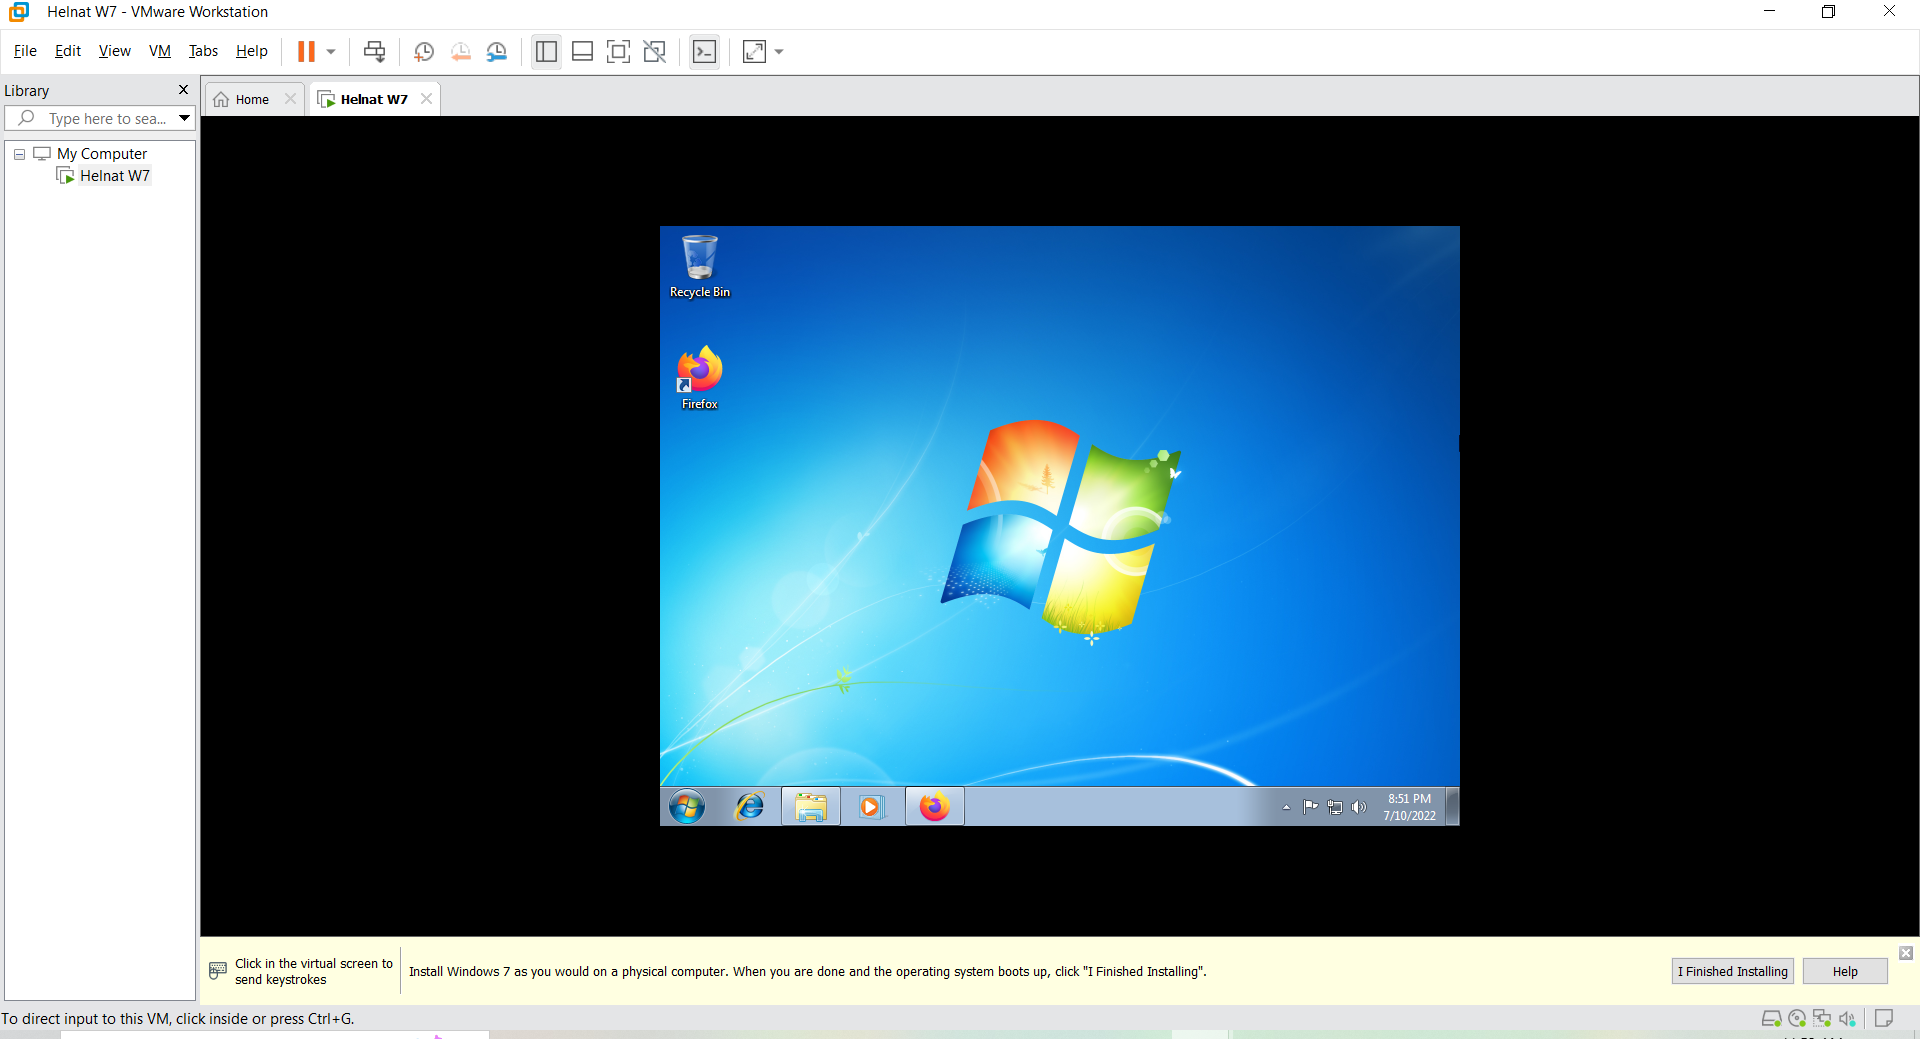 Helnat W7 - VMware Workstation
File Edit View VM Tabs Help
Library
Type here to sea...
My Computer
Helnat W7
Home
Helnat W7
Recycle Bin
Firefox
8:51 PM
7/10/2022
Click in the virtual screen to
send keystrokes
Install Windows 7 as you would on a physical computer. When you are done and the operating system boots up, click "I Finished Installing".
I Finished Installing
Help
To direct input to this VM, click inside or press Ctrl+G.